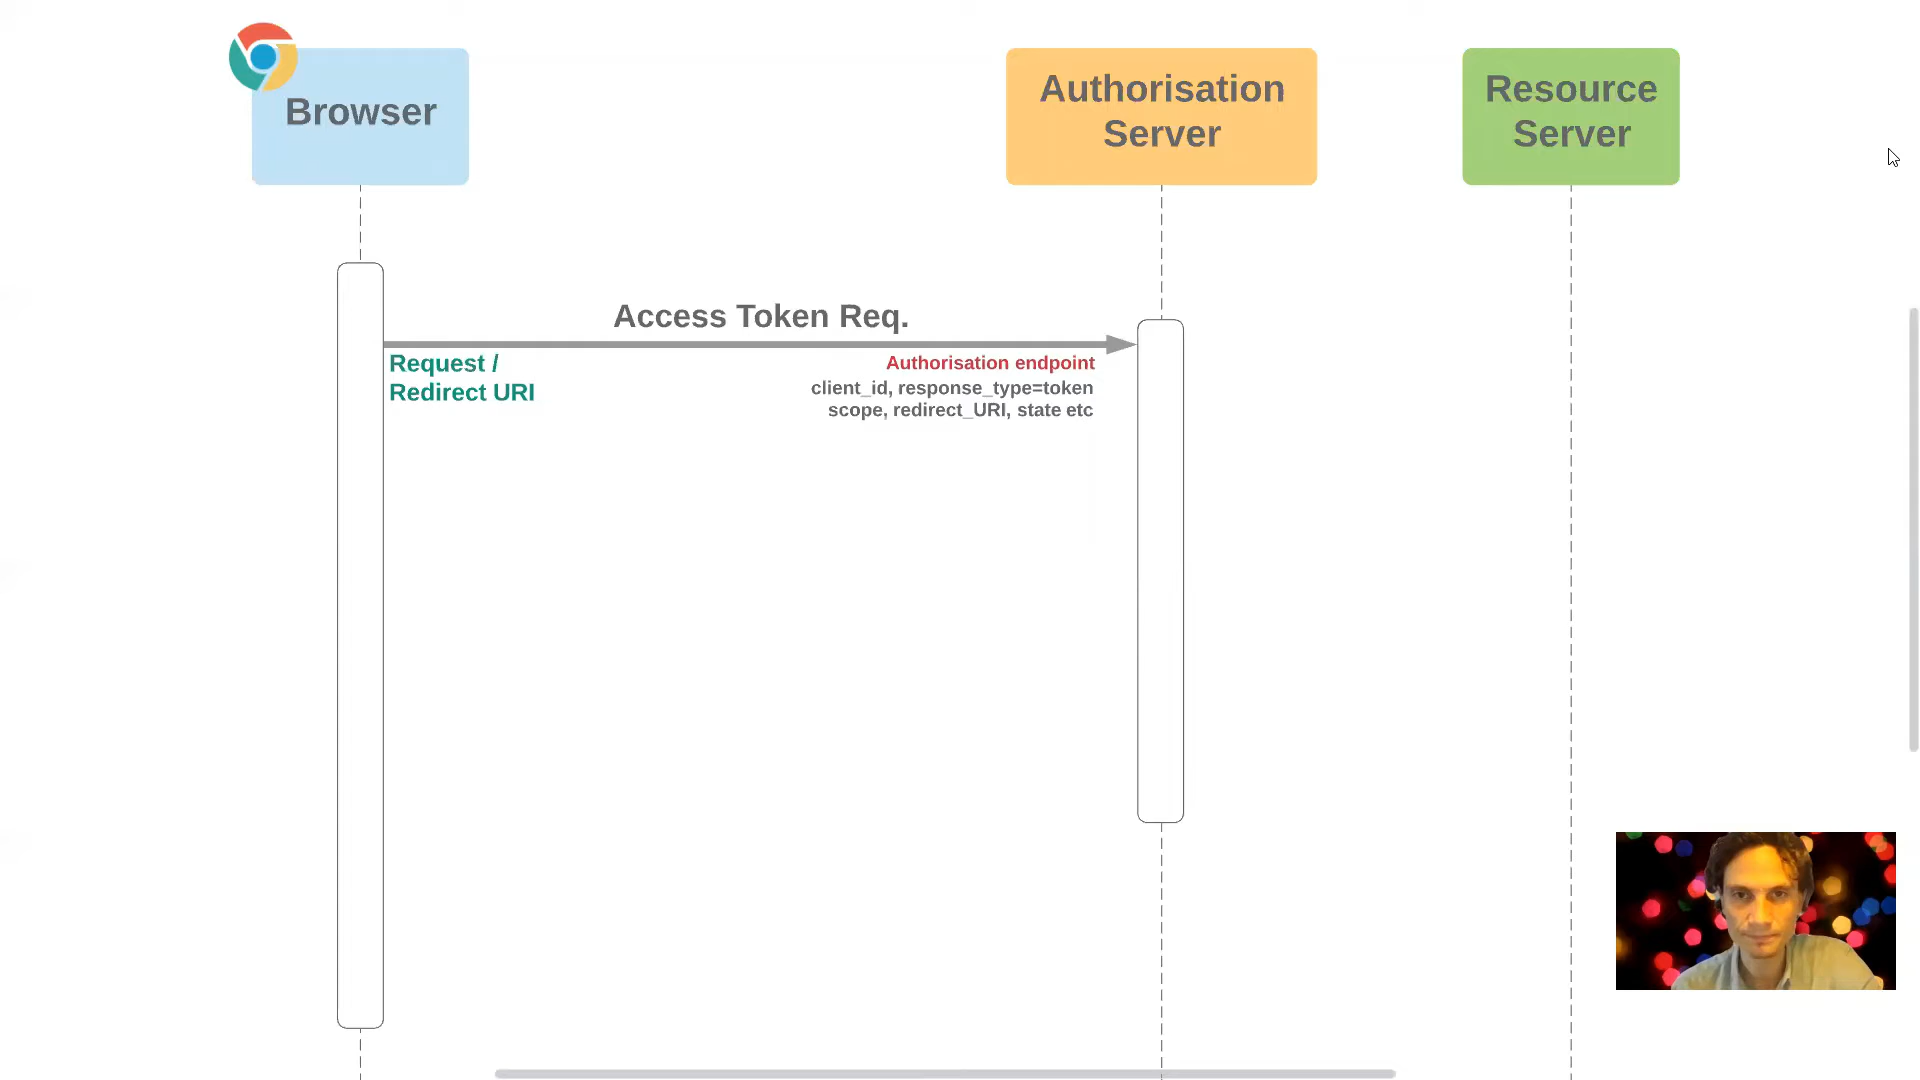 Browser
Authorisation
Server
Resource
Server
Access Token Req.
Request /
Redirect URI
Authorisation endpoint
client_id, response_type=token
scope, redirect_URI, state etc